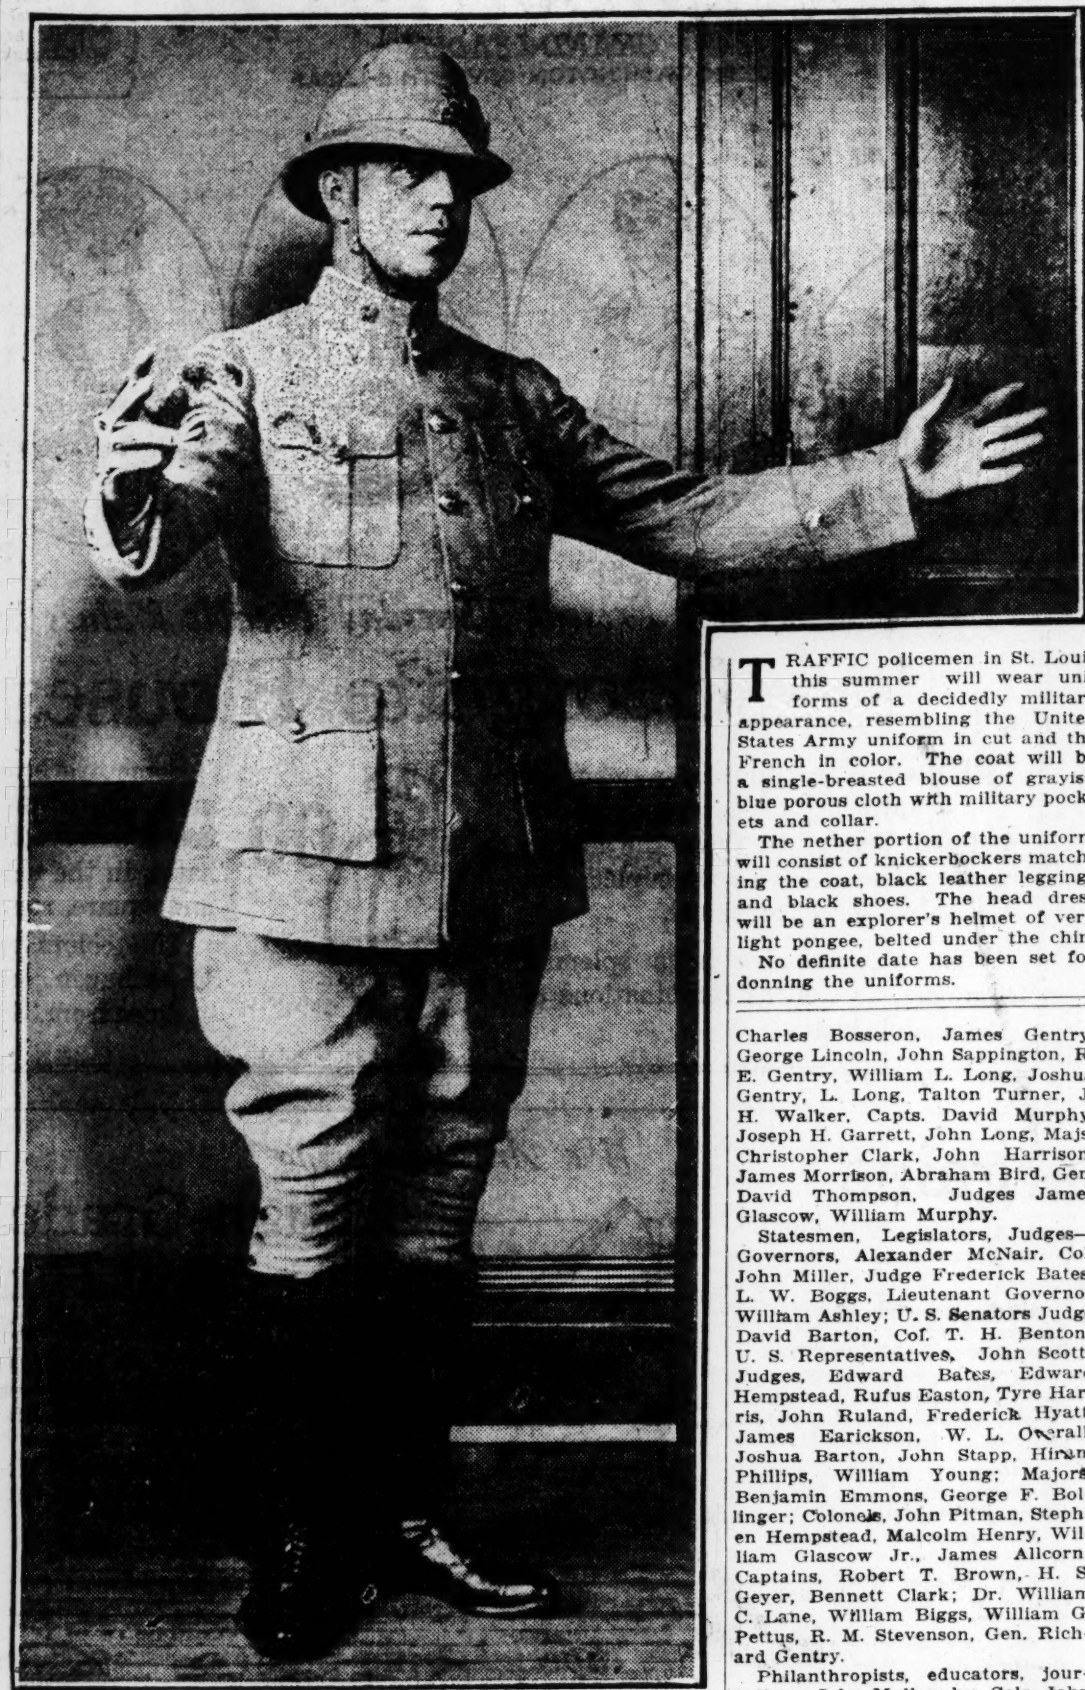 TRAFFIC policemen in St. Loui
this summer will wear uni
forms of a decidedly militar
appearance, resembling the Unite
States Army uniform in cut and th
French in color. The coat will b
a single-breasted blouse of grayis
blue porous cloth with military pock
ets and collar.
The nether portion of the uniform
will consist of knickerbockers match
ing the coat, black leather legging
and black shoes. The head dres
will be an explorer's helmet of ver
light pongee, belted under the chin
No definite date has been set fo
donning the uniforms.
Charles Bosseron, James Gentry
George Lincoln, John Sappington, R
E. Gentry, William L. Long, Joshu
Gentry, L. Long, Talton Turner, J
H. Walker, Capts. David Murphy
Joseph H. Garrett, John Long, Majs
Christopher Clark, John Harrison
James Morrison, Abraham Bird, Gen
David Thompson, Judges Jame
Glascow, William Murphy.
Statesmen, Legislators, Judges—
Governors, Alexander McNair, Co
John Miller, Judge Frederick Bates
L. W. Boggs, Lieutenant Governo
William Ashley; U. S. Senators Judg
David Barton, Col. T. H. Benton
U. S. Representatives, John Scott
Judges, Edward Bates, Edwar
Hempstead, Rufus Easton, Tyre Har
ris, John Ruland, Frederick Hyatt
James Earickson, W. L. Overall
Joshua Barton, John Stapp, Hiram
Phillips, William Young; Majors
Benjamin Emmons, George F. Bol
linger; Colonels, John Pitman, Steph
en Hempstead, Malcolm Henry, Wil
liam Glascow Jr., James Allcorn
Captains, Robert T. Brown, H. S
Geyer, Bennett Clark; Dr. William
C. Lane, William Biggs, William G
Pettus, R. M. Stevenson, Gen. Rich-
ard Gentry.
Philanthropists, educators, jour-